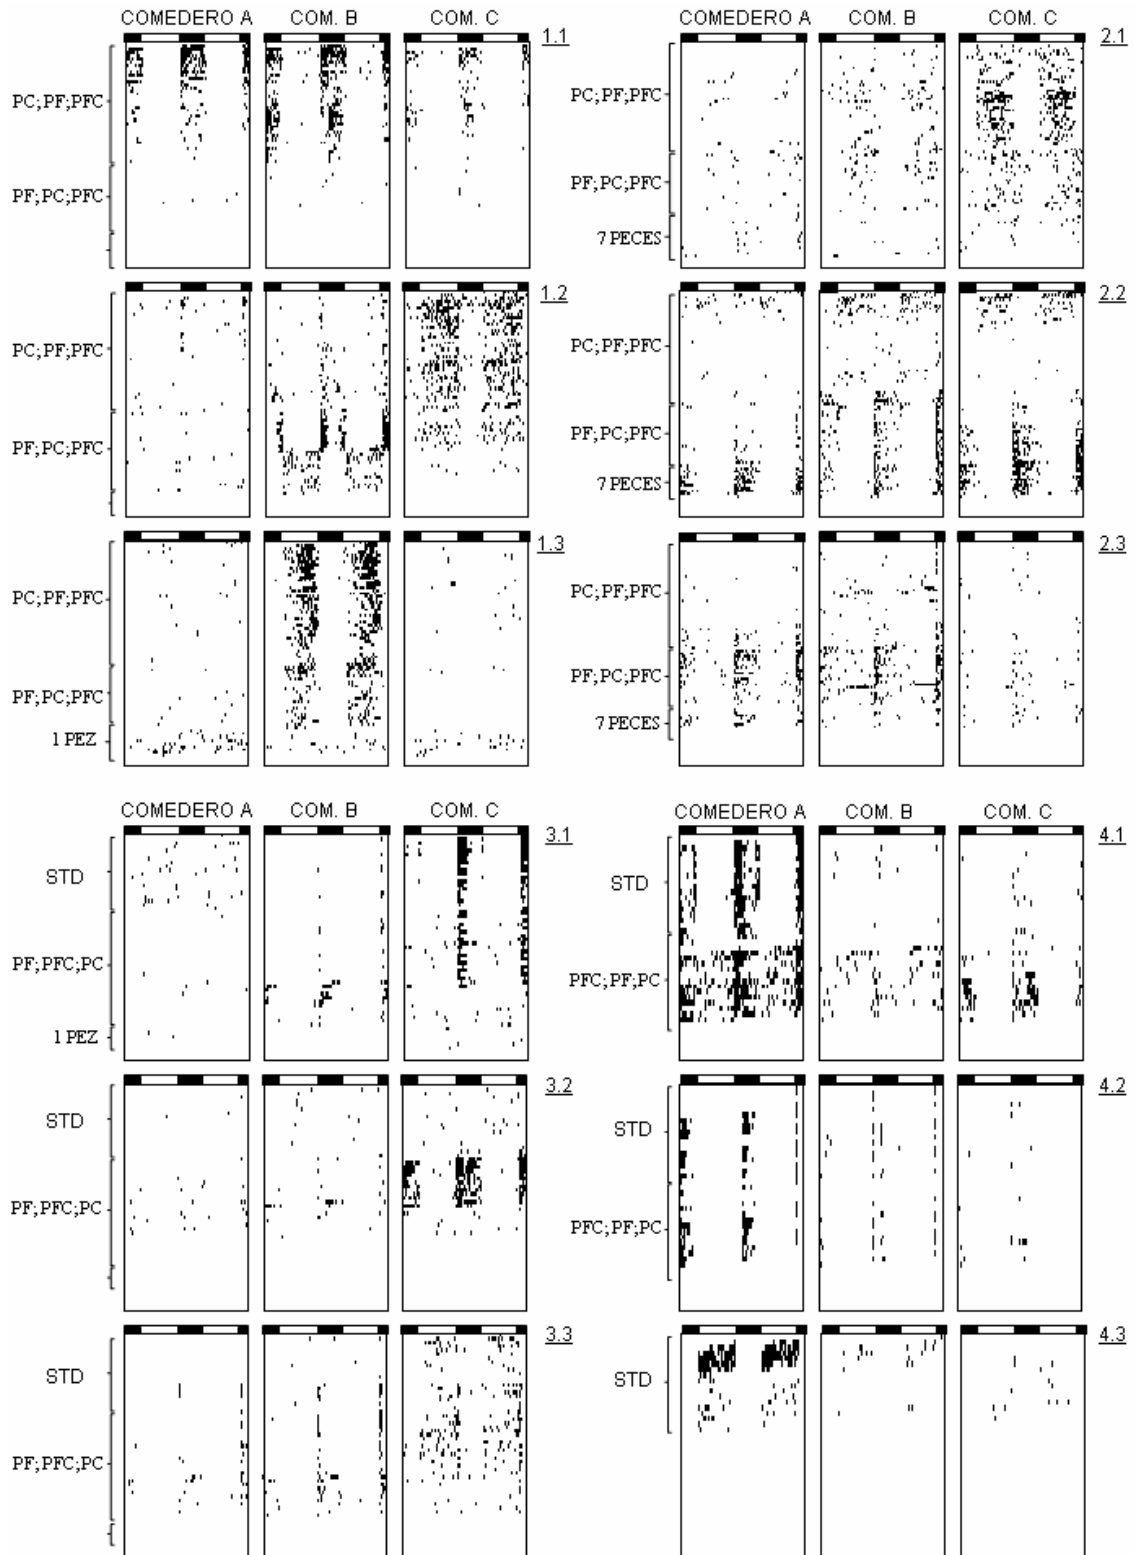 COMEDERO A COM. B COM. C
1.1
PC;PF;PFC
PF;PC;PFC
1.2
PC;PF;PFC
PF;PC;PFC
1.3
PC;PF;PFC
PF;PC;PFC
1 PEZ
2.1
PC;PF;PFC
PF;PC;PFC
7 PECES
COMEDERO A COM. B COM. C
2.2
PC;PF;PFC
PF;PC;PFC
7 PECES
2.3
PC;PF;PFC
PF;PC;PFC
7 PECES
COMEDERO A COM. B COM. C
3.1
STD
PF;PFC;PC
1 PEZ
3.2
STD
PF;PFC;PC
3.3
STD
PF;PFC;PC
COMEDERO A COM. B COM. C
4.1
STD
PFC;PF;PC
4.2
STD
PFC;PF;PC
4.3
STD